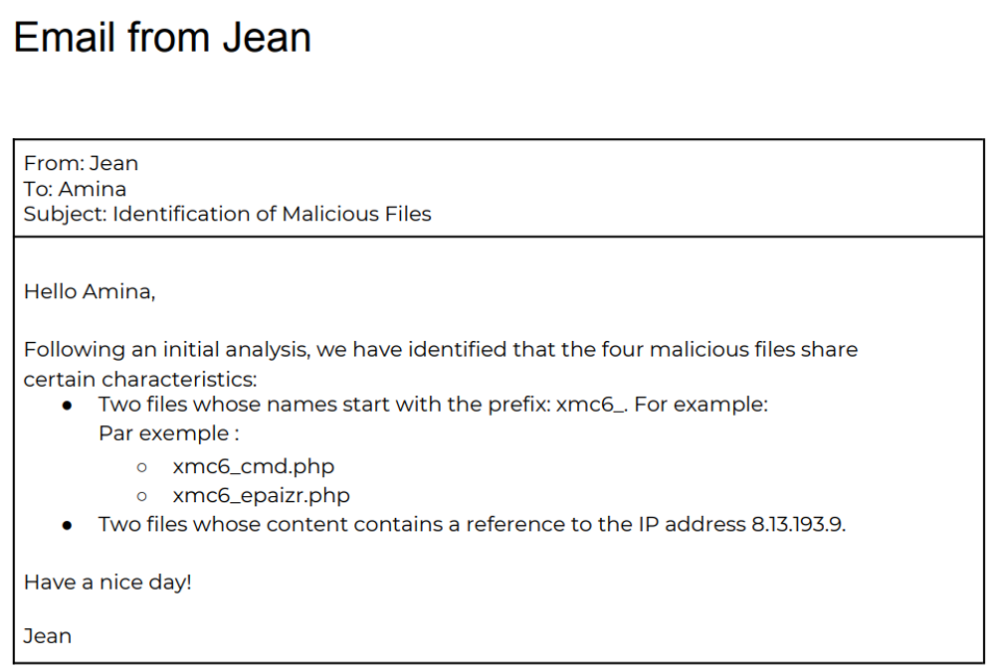 Email from Jean
From: Jean
To: Amina
Subject: Identification of Malicious Files
Hello Amina,
Following an initial analysis, we have identified that the four malicious files share
certain characteristics:
● Two files whose names start with the prefix: xmc6_. For example:
Par exemple :
○ xmc6_cmd.php
○ xmc6_epaizr.php
● Two files whose content contains a reference to the IP address 8.13.193.9.
Have a nice day!
Jean